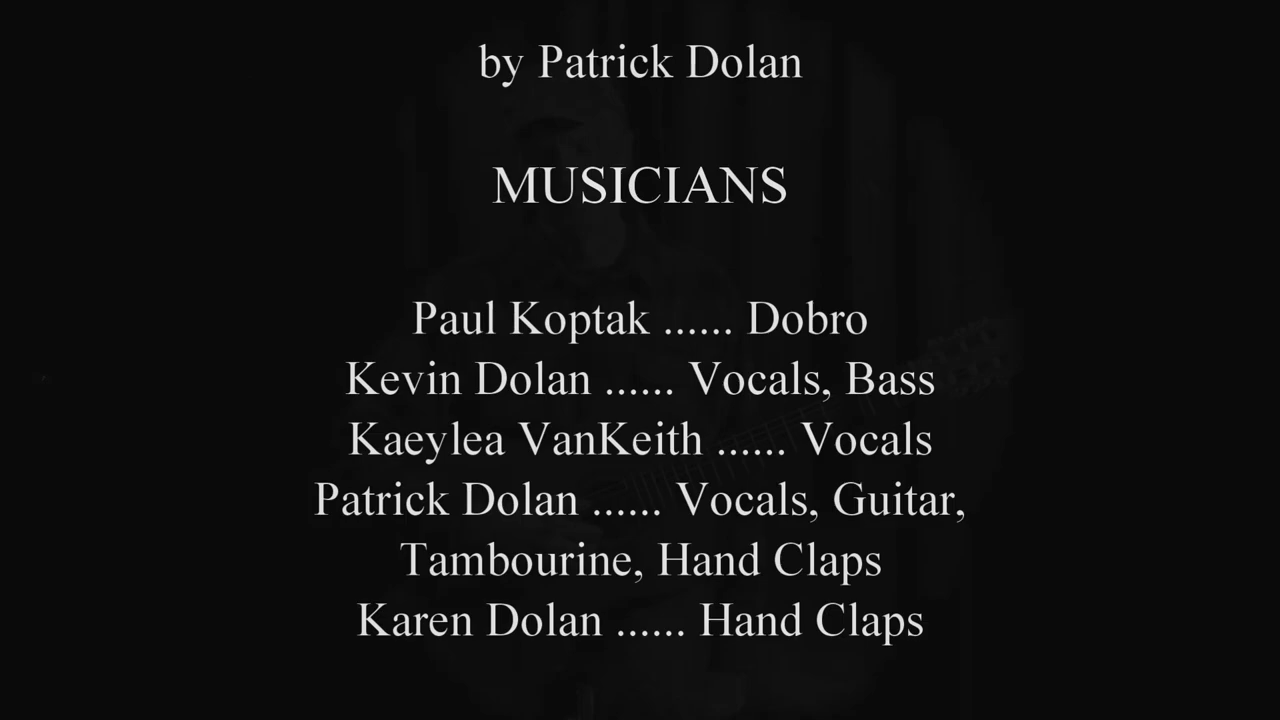 by Patrick Dolan
MUSICIANS
Paul Koptak ...... Dobro
Kevin Dolan ...... Vocals, Bass
Kaeylea VanKeith ...... Vocals
Patrick Dolan ...... Vocals, Guitar,
Tambourine, Hand Claps
Karen Dolan ...... Hand Claps